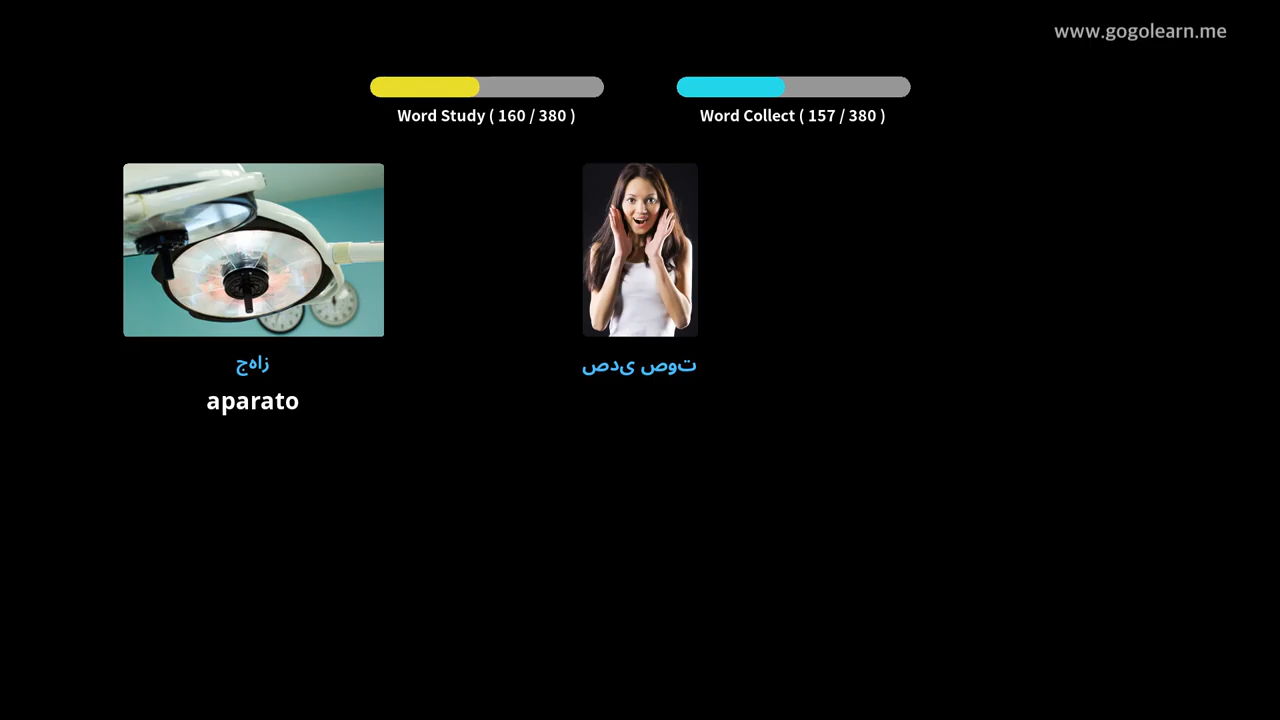 www.gogolearn.me
Word Study ( 160 / 380 )
Word Collect ( 157 / 380 )
زاهج
aparato
توص ىدص